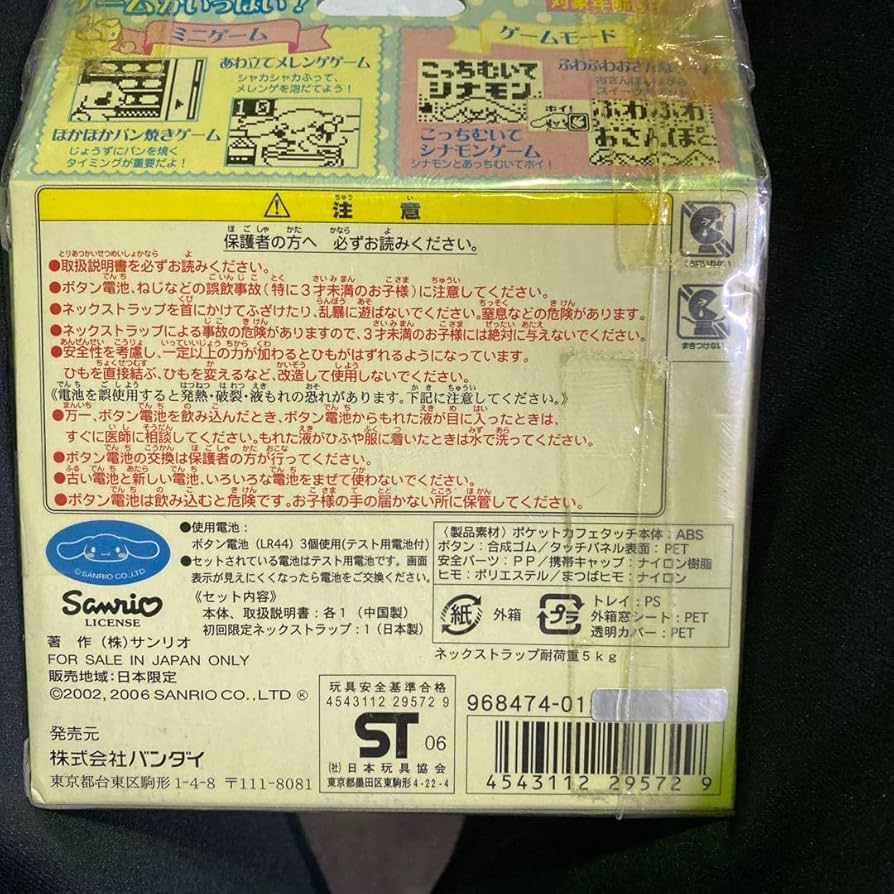 ゲームがいっぱい!
ミニゲーム
あわ立てメレンゲゲーム
シャカシャカふって、
メレンゲを泡だてよう!
ほかほかパン焼きゲーム
じょうずにパンを焼く
タイミングが重要だよ!
10
ゲームモード
こっちむいて
シナモン
ホイ!
こっちむいて
シナモンゲーム
シナモンとあっちむいてホイ!
ふわふわ
おさんぽ
⚠ 注意
保護者の方へ 必ずお読みください。
●取扱説明書を必ずお読みください。
●ボタン電池、ねじなどの誤飲事故(特に3才未満のお子様)に注意してください。
●ネックストラップを首にかけてふざけたり、乱暴に遊ばないでください。窒息などの危険があります。
●ネックストラップによる事故の危険がありますので、3才未満のお子様には絶対に与えないでください。
●安全性を考慮し、一定以上の力が加わるとひもがはずれるようになっています。
ひもを直接結ぶ、ひもを変えるなど、改造して使用しないでください。
《電池を誤使用すると発熱・破裂・液もれの恐れがあります。下記に注意してください。》
●万一、ボタン電池を飲み込んだとき、ボタン電池からもれた液が目に入ったときは、
すぐに医師に相談してください。もれた液がひふや服に着いたときは水で洗ってください。
●ボタン電池の交換は保護者の方が行ってください。
●古い電池と新しい電池、いろいろな電池をまぜて使わないでください。
●ボタン電池は飲み込むと危険です。お子様の手の届かない所に保管してください。
まきつけない
©SANRIO CO.,LTD
Sanrio
LICENSE
●使用電池:
ボタン電池(LR44)3個使用(テスト用電池付)
●セットされている電池はテスト用電池です。画面
表示が見えにくくなったら電池をご交換ください。
《セット内容》
本体、取扱説明書:各1(中国製)
初回限定ネックストラップ:1(日本製)
〈製品素材〉ポケットカフェタッチ本体:ABS
ボタン:合成ゴム/タッチパネル表面:PET
安全パーツ:PP/携帯キャップ:ナイロン樹脂
ヒモ:ポリエステル/まつばヒモ:ナイロン
紙 外箱
プラ
トレイ:PS
外箱窓シート:PET
透明カバー:PET
ネックストラップ耐荷重5kg
著作(株)サンリオ
FOR SALE IN JAPAN ONLY
販売地域:日本限定
©2002, 2006 SANRIO CO.,LTD ®
発売元
株式会社バンダイ
東京都台東区駒形1-4-8 〒111-8081
玩具安全基準合格
4543112 29572 9
ST 06
(社)日本玩具協会
東京都墨田区東駒形4-22-4
968474-01
4543112 295729